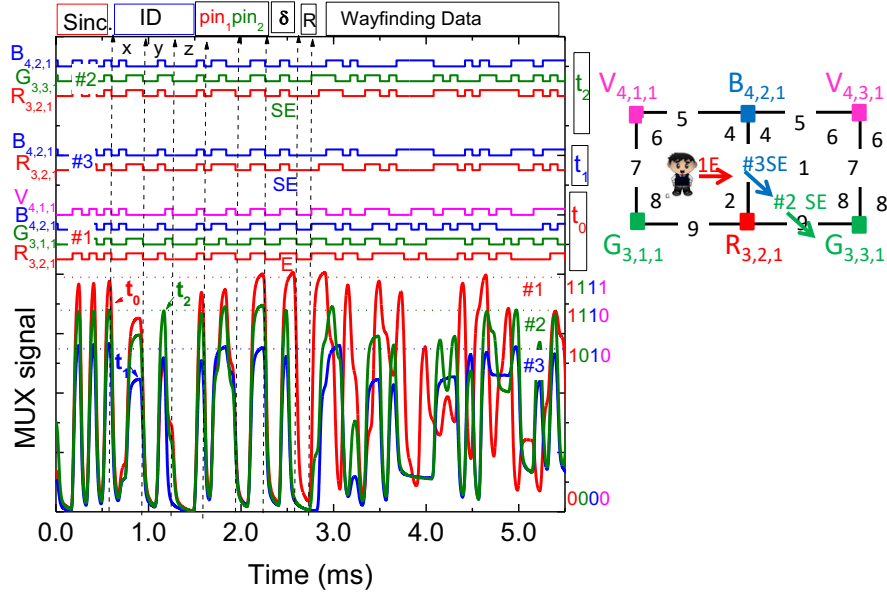 Sinc. ID pin₁pin₂ δ R Wayfinding Data
x y z
B4,2,1
G3,3,1 #2
R3,2,1
SE
t2
B4,2,1
#3
R3,2,1
SE
t1
V4,1,1
B4,2,1
G3,1,1 #1
R3,2,1
E
t0
t0 t2 #1 1111
#2 1110
t1 #3 1010
0000
MUX signal
0.0 1.0 2.0 3.0 4.0 5.0
Time (ms)
V4,1,1 B4,2,1 V4,3,1
5 5
6 4 4 6
7 1E #3SE 1 7
8 2 #2 SE 8 8
9 9
G3,1,1 R3,2,1 G3,3,1